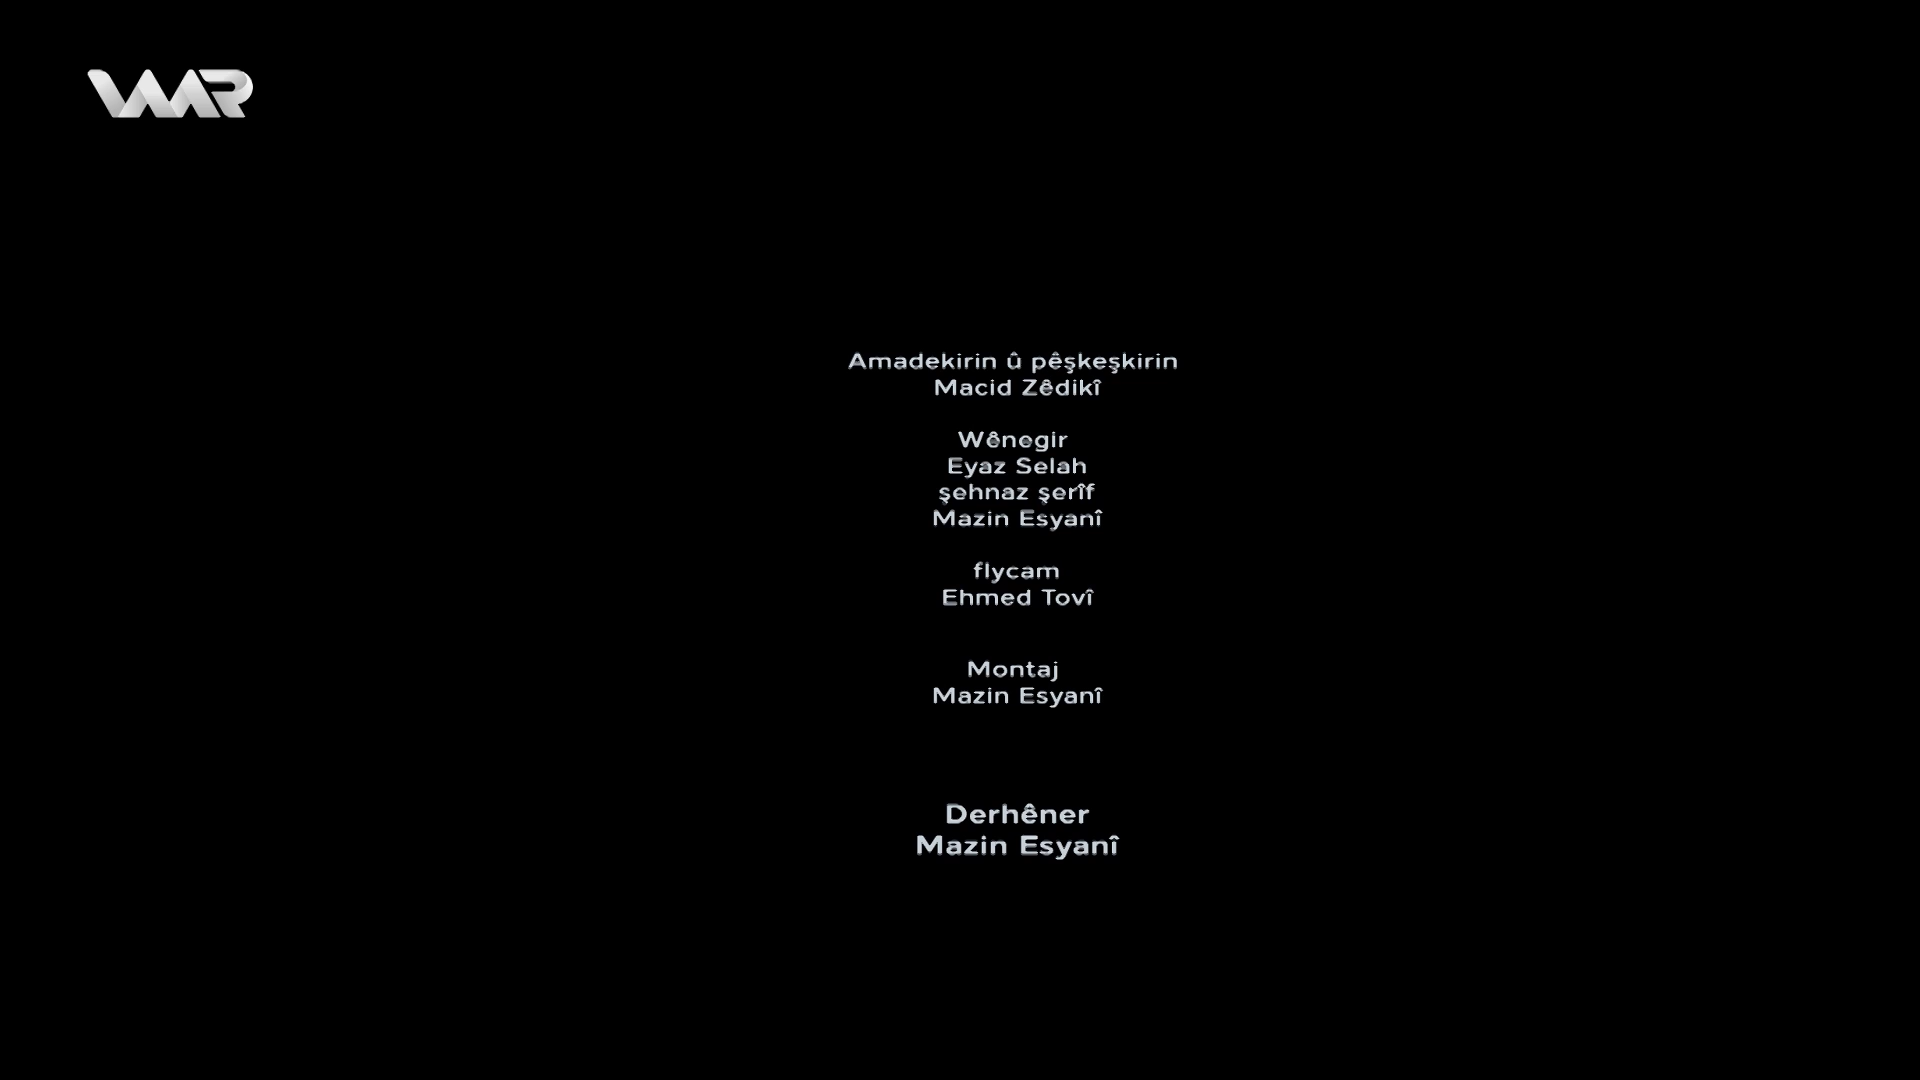 WAAR
Amadekirin û pêşkeşkirin
Macid Zêdikî
Wênegir
Eyaz Selah
şehnaz şerîf
Mazin Esyanî
flycam
Ehmed Tovî
Montaj
Mazin Esyanî
Derhêner
Mazin Esyanî